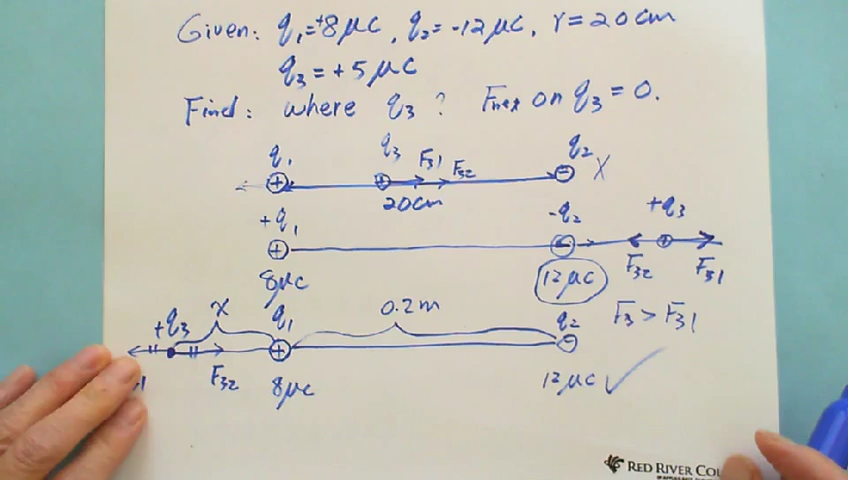 Given: q₁=+8μC, q₂=-12μC, r=20cm
q₃=+5μC
Find: where q₃? Fnet on q₃=0.
q₁ q₃ F₃₁ F₃₂ q₂
+ + 20cm - X
+q₁ -q₂ +q₃
+ - +
8μC 12μC F₃₂ F₃₁
F₃>F₃₁
+q₃ x q₁ 0.2m q₂
+ -
1 F₃₂ 8μC 12μC ✓
RED RIVER COL